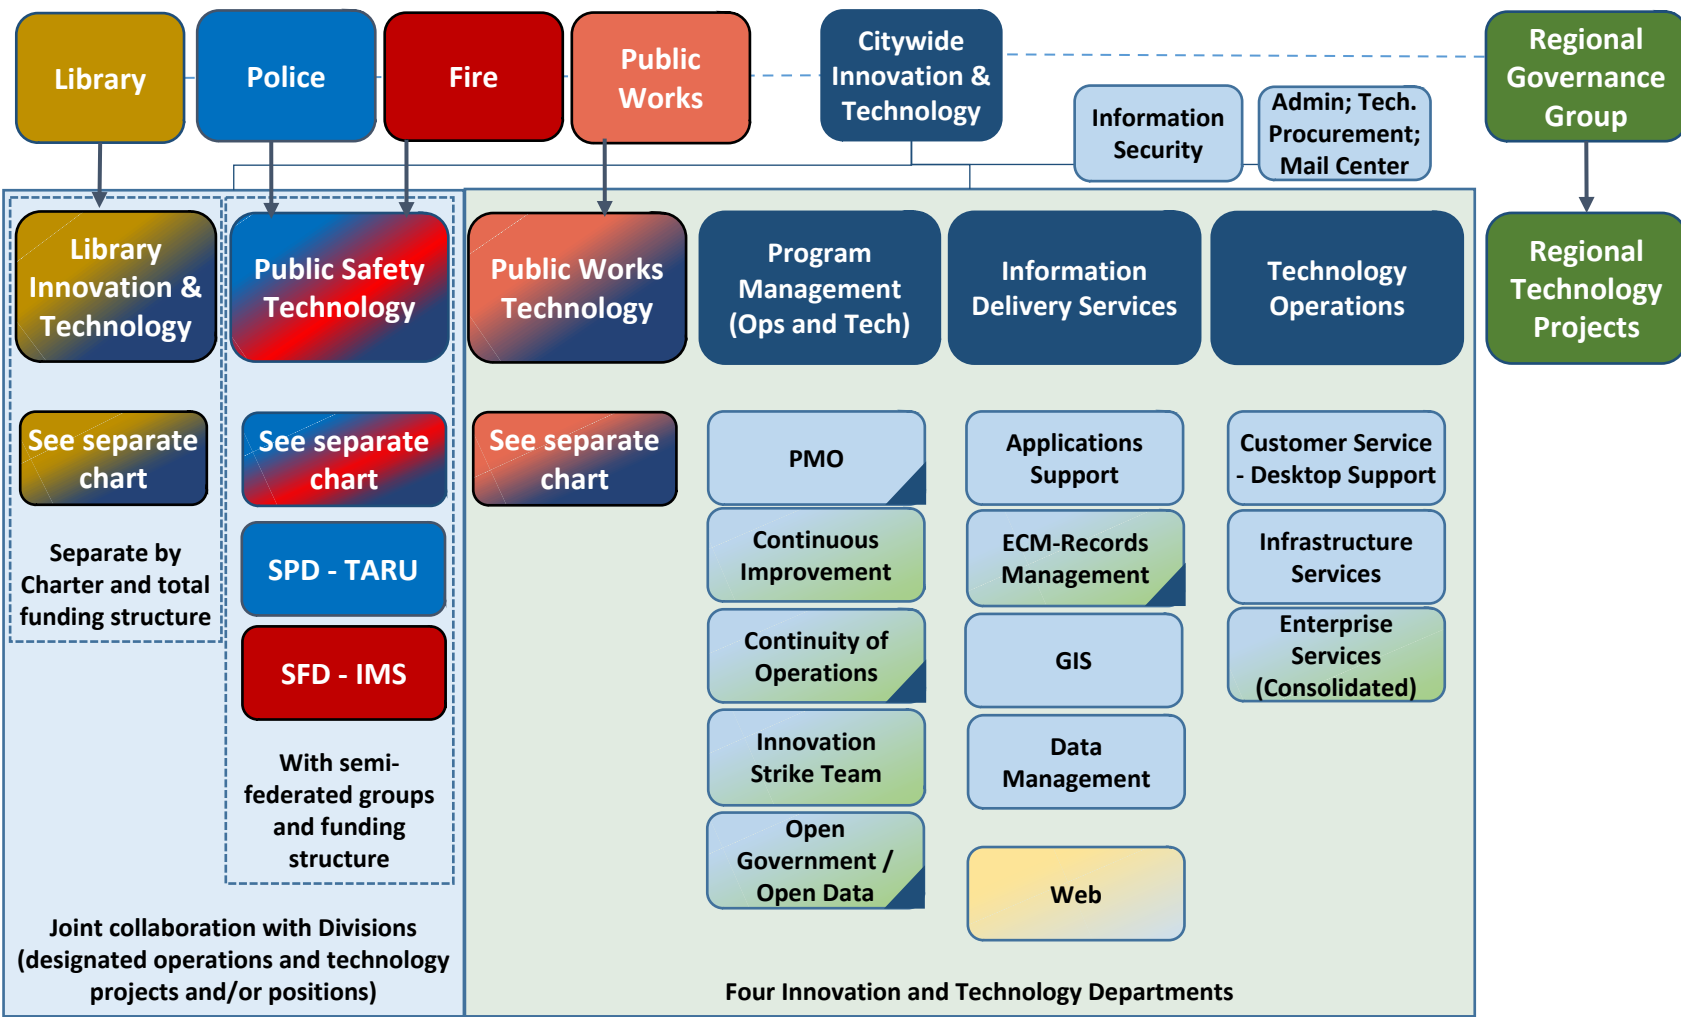 Library
Police
Fire
Public
Works
Citywide
Innovation &
Technology
Regional
Governance
Group
Information
Security
Admin; Tech.
Procurement;
Mail Center
Library
Innovation &
Technology
Public Safety
Technology
Public Works
Technology
Program
Management
(Ops and Tech)
Information
Delivery Services
Technology
Operations
Regional
Technology
Projects
See separate
chart
Separate by
Charter and total
funding structure
See separate
chart
SPD - TARU
SFD - IMS
With semi-
federated groups
and funding
structure
See separate
chart
PMO
Continuous
Improvement
Continuity of
Operations
Innovation
Strike Team
Open
Government /
Open Data
Applications
Support
ECM-Records
Management
GIS
Data
Management
Web
Customer Service
- Desktop Support
Infrastructure
Services
Enterprise
Services
(Consolidated)
Joint collaboration with Divisions
(designated operations and technology
projects and/or positions)
Four Innovation and Technology Departments